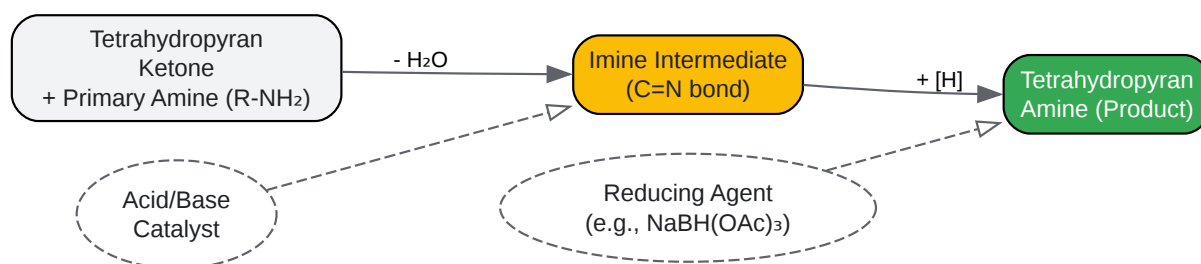 Tetrahydropyran
Ketone
+ Primary Amine (R-NH₂)
- H₂O
Imine Intermediate
(C=N bond)
+ [H]
Tetrahydropyran
Amine (Product)
Acid/Base
Catalyst
Reducing Agent
(e.g., NaBH(OAc)₃)